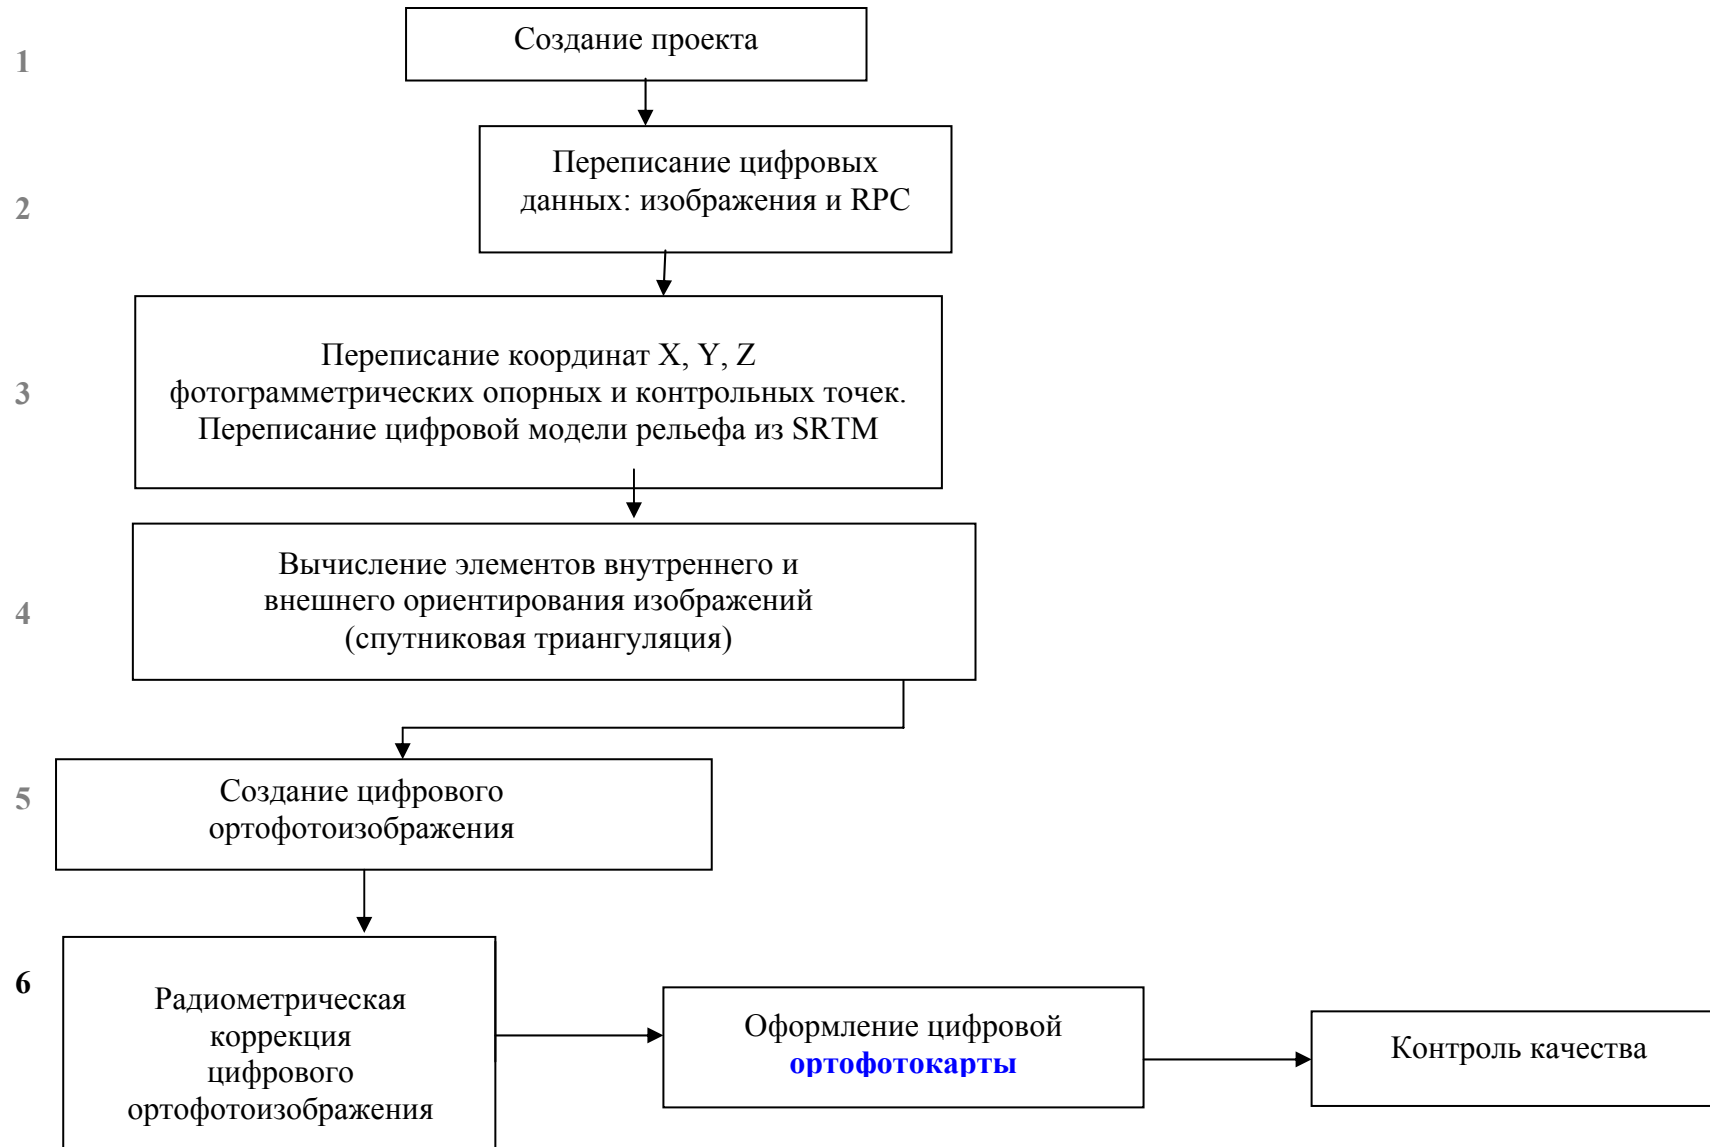 1
Создание проекта
2
Переписание цифровых
данных: изображения и RPC
3
Переписание координат X, Y, Z
фотограмметрических опорных и контрольных точек.
Переписание цифровой модели рельефа из SRTM
4
Вычисление элементов внутреннего и
внешнего ориентирования изображений
(спутниковая триангуляция)
5
Создание цифрового
ортофотоизображения
6
Радиометрическая
коррекция
цифрового
ортофотоизображения
Оформление цифровой
ортофотокарты
Контроль качества